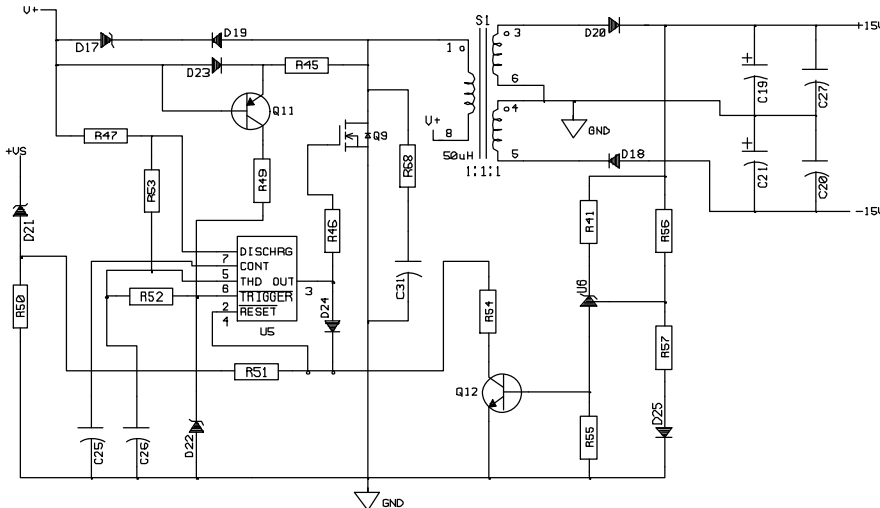 V+
D17
D19
S1
D20
+15V
1
3
D23
R45
6
4
C19
C27
Q11
Q9
V+
8
50uH
1:1:1
GND
5
D18
R47
+VS
R53
R49
R68
C21
C20
D21
R46
R41
R56
DISCHRG
7
CONT
5
THD
OUT
3
6
TRIGGER
2
RESET
4
U5
R52
R50
D24
C31
R54
U6
R57
R51
Q12
D25
C25
C26
D22
R55
GND
-15V
+
+